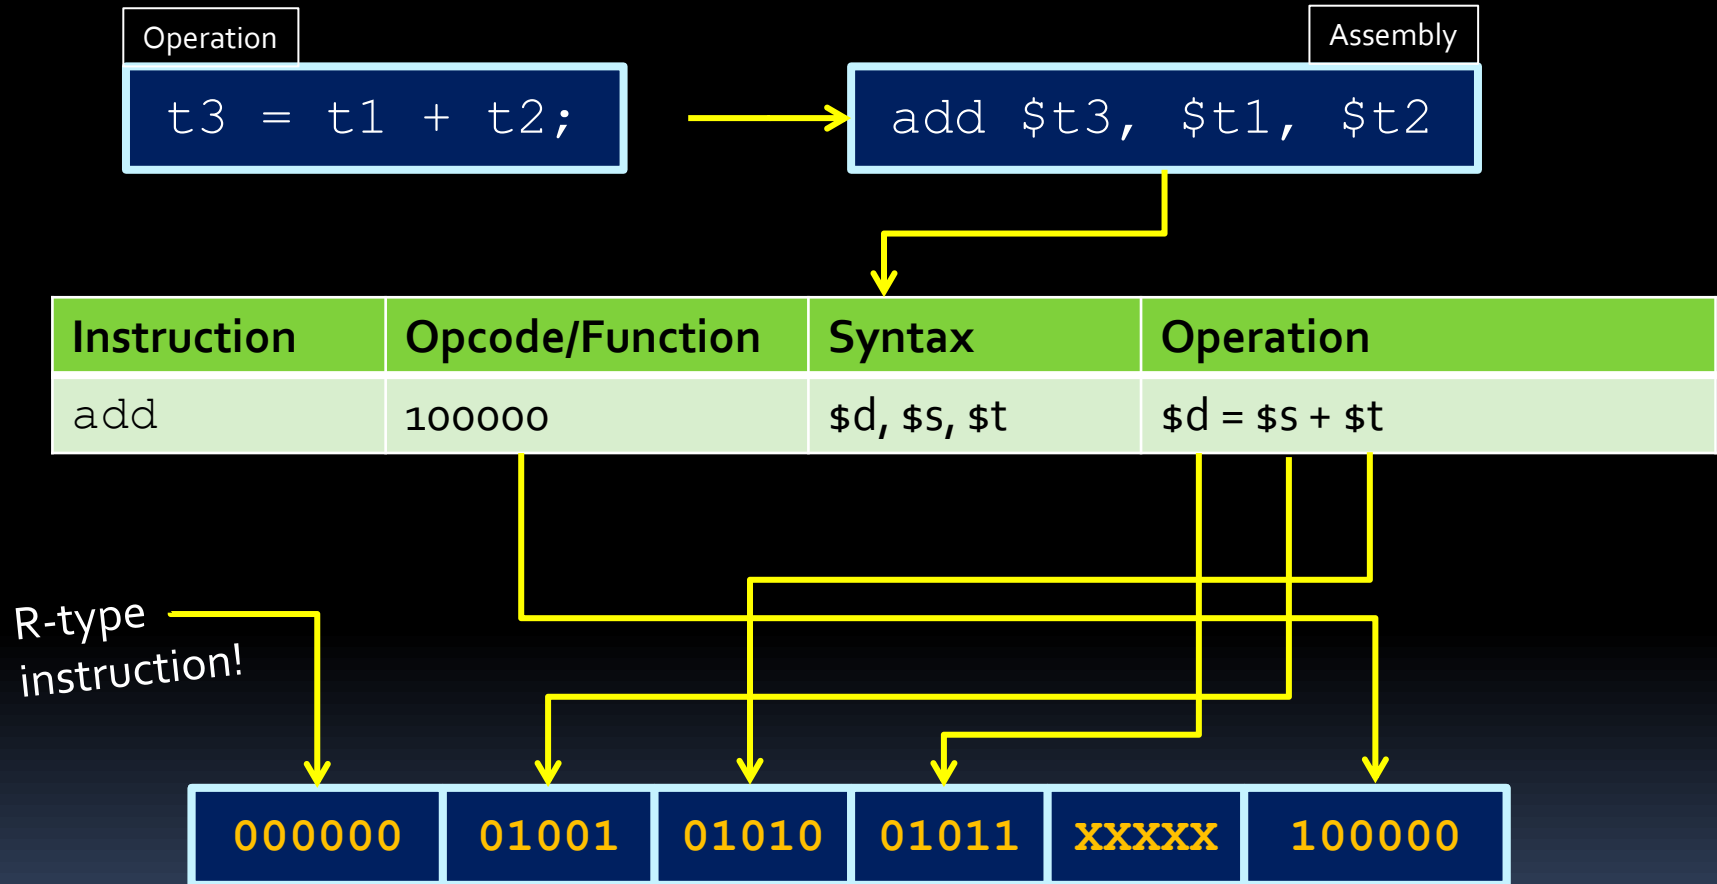 Operation
Assembly
t3 = t1 + t2;
add $t3, $t1, $t2
Instruction Opcode/Function Syntax Operation
add 100000 $d, $s, $t $d = $s + $t
R-type
instruction!
000000 01001 01010 01011 XXXXX 100000